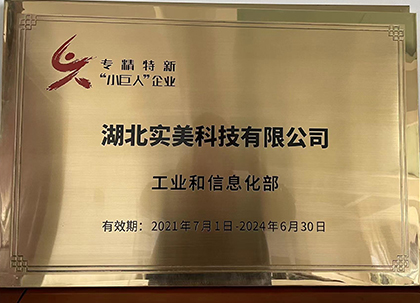 专精特新
“小巨人”企业
湖北实美科技有限公司
工业和信息化部
有效期：2021年7月1日-2024年6月30日